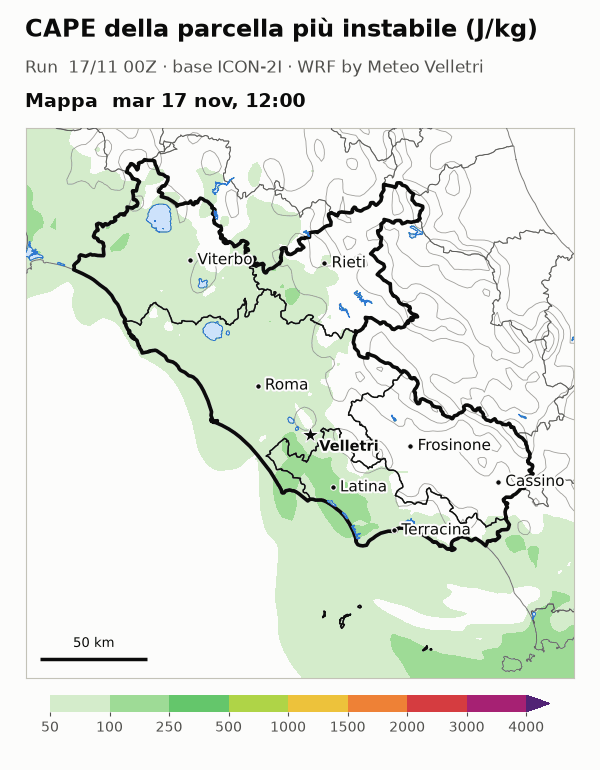 CAPE della parcella più instabile (J/kg)
Run 17/11 00Z · base ICON-2I · WRF by Meteo Velletri
Mappa mar 17 nov, 12:00
Viterbo
Rieti
Roma
Velletri
Frosinone
Latina
Cassino
Terracina
50 km
50 100 250 500 1000 1500 2000 3000 4000